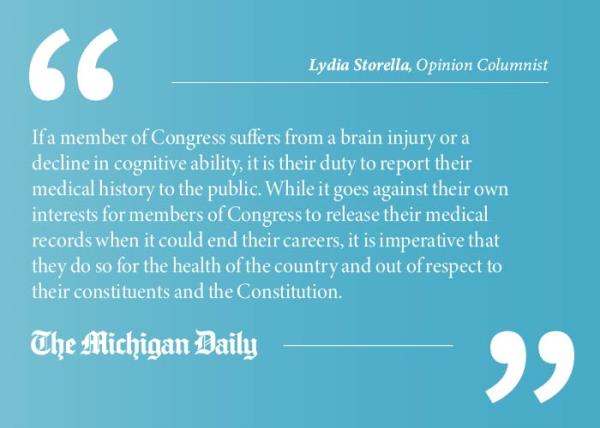 “
Lydia Storella, Opinion Columnist
If a member of Congress suffers from a brain injury or a
decline in cognitive ability, it is their duty to report their
medical history to the public. While it goes against their own
interests for members of Congress to release their medical
records when it could end their careers, it is imperative that
they do so for the health of the country and out of respect to
their constituents and the Constitution.
The Michigan Daily
”